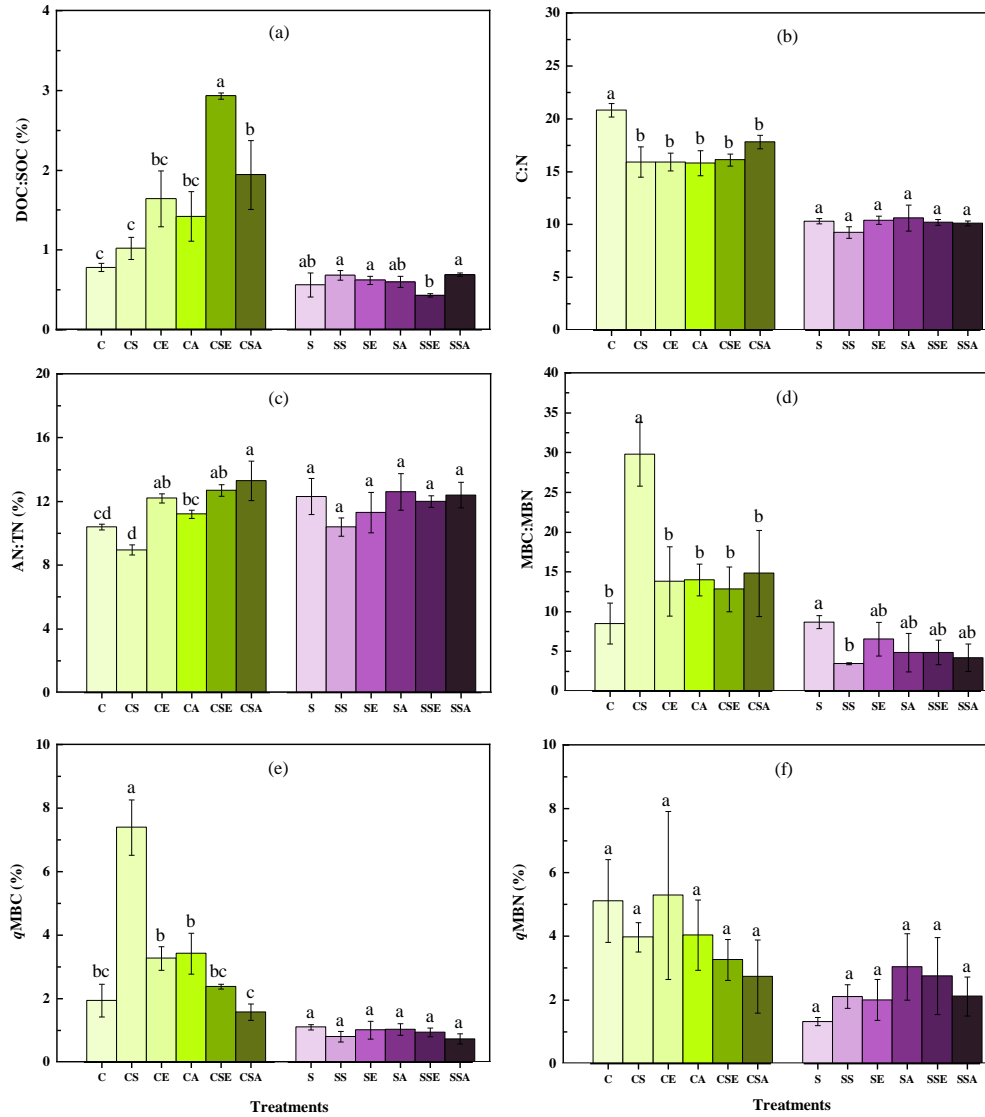 (a)
DOC:SOC (%)
4
3
2
1
0
c
c
bc
bc
a
b
ab
a
a
ab
b
a
C CS CE CA CSE CSA S SS SE SA SSE SSA
(b)
C:N
30
25
20
15
10
5
0
a
b
b
b
b
b
a
a
a
a
a
a
C CS CE CA CSE CSA S SS SE SA SSE SSA
(c)
AN:TN (%)
20
16
12
8
4
0
cd
d
ab
bc
ab
a
a
a
a
a
a
a
C CS CE CA CSE CSA S SS SE SA SSE SSA
(d)
MBC:MBN
40
35
30
25
20
15
10
5
0
b
a
b
b
b
b
a
b
ab
ab
ab
ab
C CS CE CA CSE CSA S SS SE SA SSE SSA
(e)
qMBC (%)
10
8
6
4
2
0
bc
a
b
b
bc
c
a
a
a
a
a
a
C CS CE CA CSE CSA S SS SE SA SSE SSA
Treatments
(f)
qMBN (%)
10
8
6
4
2
0
a
a
a
a
a
a
a
a
a
a
a
a
C CS CE CA CSE CSA S SS SE SA SSE SSA
Treatments